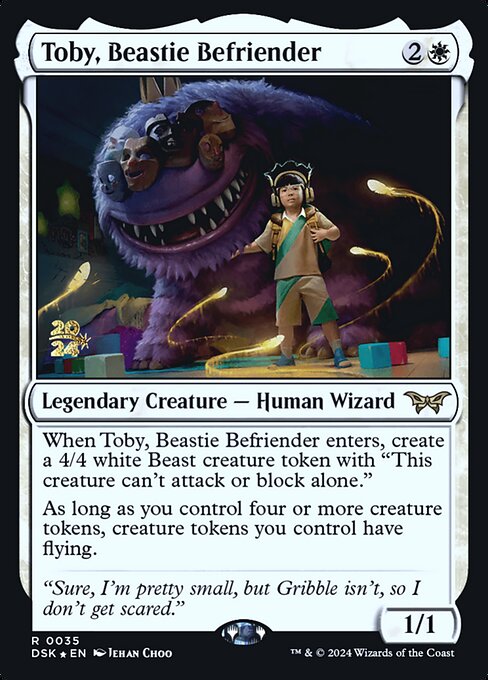 Toby, Beastie Befriender 2
2024
Legendary Creature — Human Wizard
When Toby, Beastie Befriender enters, create
a 4/4 white Beast creature token with “This
creature can’t attack or block alone.”
As long as you control four or more creature
tokens, creature tokens you control have
flying.
“Sure, I’m pretty small, but Gribble isn’t, so I
don’t get scared.”
1/1
R 0035
DSK ★ EN Jehan Choo
™ & © 2024 Wizards of the Coast